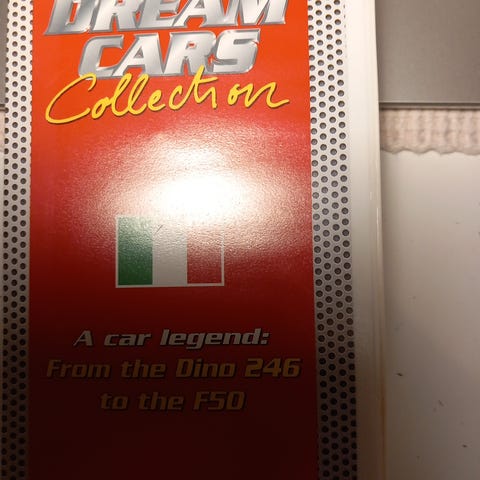 DREAM
CARS
Collection
A car legend:
From the Dino 246
to the F50